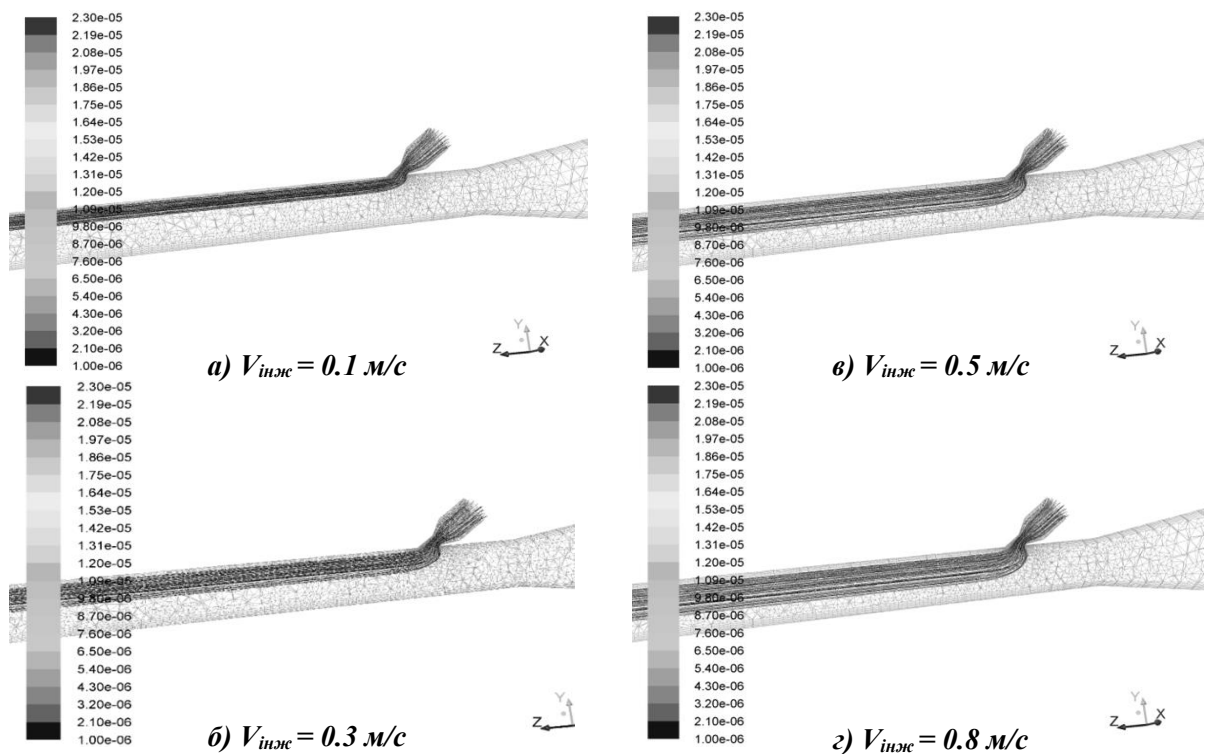 2.30e-05
2.19e-05
2.08e-05
1.97e-05
1.86e-05
1.75e-05
1.64e-05
1.53e-05
1.42e-05
1.31e-05
1.20e-05
1.09e-05
9.80e-06
8.70e-06
7.60e-06
6.50e-06
5.40e-06
4.30e-06
3.20e-06
2.10e-06
1.00e-06
Y
Z X
а) Vінж = 0.1 м/с
2.30e-05
2.19e-05
2.08e-05
1.97e-05
1.86e-05
1.75e-05
1.64e-05
1.53e-05
1.42e-05
1.31e-05
1.20e-05
1.09e-05
9.80e-06
8.70e-06
7.60e-06
6.50e-06
5.40e-06
4.30e-06
3.20e-06
2.10e-06
1.00e-06
Y
Z
б) Vінж = 0.3 м/с
2.30e-05
2.19e-05
2.08e-05
1.97e-05
1.86e-05
1.75e-05
1.64e-05
1.53e-05
1.42e-05
1.31e-05
1.20e-05
1.09e-05
9.80e-06
8.70e-06
7.60e-06
6.50e-06
5.40e-06
4.30e-06
3.20e-06
2.10e-06
1.00e-06
Y
Z X
в) Vінж = 0.5 м/с
2.30e-05
2.19e-05
2.08e-05
1.97e-05
1.86e-05
1.75e-05
1.64e-05
1.53e-05
1.42e-05
1.31e-05
1.20e-05
1.09e-05
9.80e-06
8.70e-06
7.60e-06
6.50e-06
5.40e-06
4.30e-06
3.20e-06
2.10e-06
1.00e-06
Y
Z X
г) Vінж = 0.8 м/с